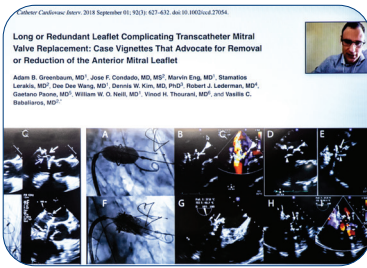 Catheter Cardiovasc Interv. 2018 September 01; 92(3): 627–632. doi:10.1002/ccd.27054.
Long or Redundant Leaflet Complicating Transcatheter Mitral
Valve Replacement: Case Vignettes That Advocate for Removal
or Reduction of the Anterior Mitral Leaflet
Adam B. Greenbaum, MD1, Jose F. Condado, MD, MS2, Marvin Eng, MD1, Stamatios
Lerakis, MD2, Dee Dee Wang, MD1, Dennis W. Kim, MD, PhD3, Robert J. Lederman, MD4,
Gaetano Paone, MD5, William W. O'Neill, MD1, Vinod H. Thourani, MD6, and Vasilis C.
Babaliaros, MD2,*
C A B C D E
F G H